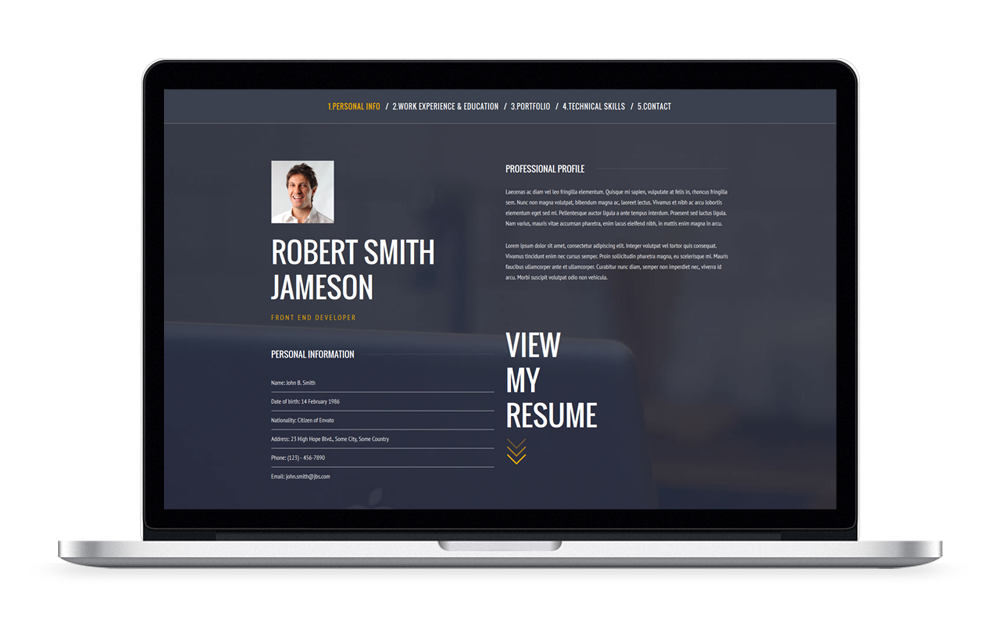 1.PERSONAL INFO / 2.WORK EXPERIENCE & EDUCATION / 3.PORTFOLIO / 4.TECHNICAL SKILLS / 5.CONTACT
ROBERT SMITH
JAMESON
FRONT END DEVELOPER
PERSONAL INFORMATION
Name: John B. Smith
Date of birth: 14 February 1986
Nationality: Citizen of Envato
Address: 23 High Hope Blvd., Some City, Some Country
Phone: (123) - 456-7890
Email: john.smith@jbs.com
PROFESSIONAL PROFILE
Laecenas ac diam vel leo fringilla elementum. Quisque mi sapien, vulputate at felis in, rhoncus fringilla
sem. Nunc non magna volutpat, bibendum magna ac, laoreet lectus. Vivamus et nibh ac arcu lobortis
elementum eget sed mi. Pellentesque auctor ligula a ante tempus interdum. Praesent sed luctus ligula.
Nam varius, mauris vitae accumsan pharetra, enim lacus eleifend nibh, in mattis enim magna in arcu.
Lorem ipsum dolor sit amet, consectetur adipiscing elit. Integer volutpat vel tortor quis consequat.
Vivamus tincidunt enim nec cursus semper. Proin sollicitudin pharetra magna, eu scelerisque mi. Mauris
faucibus ullamcorper ante et ullamcorper. Curabitur nunc diam, semper non imperdiet nec, viverra id
arcu. Morbi suscipit volutpat odio non vehicula.
VIEW
MY
RESUME